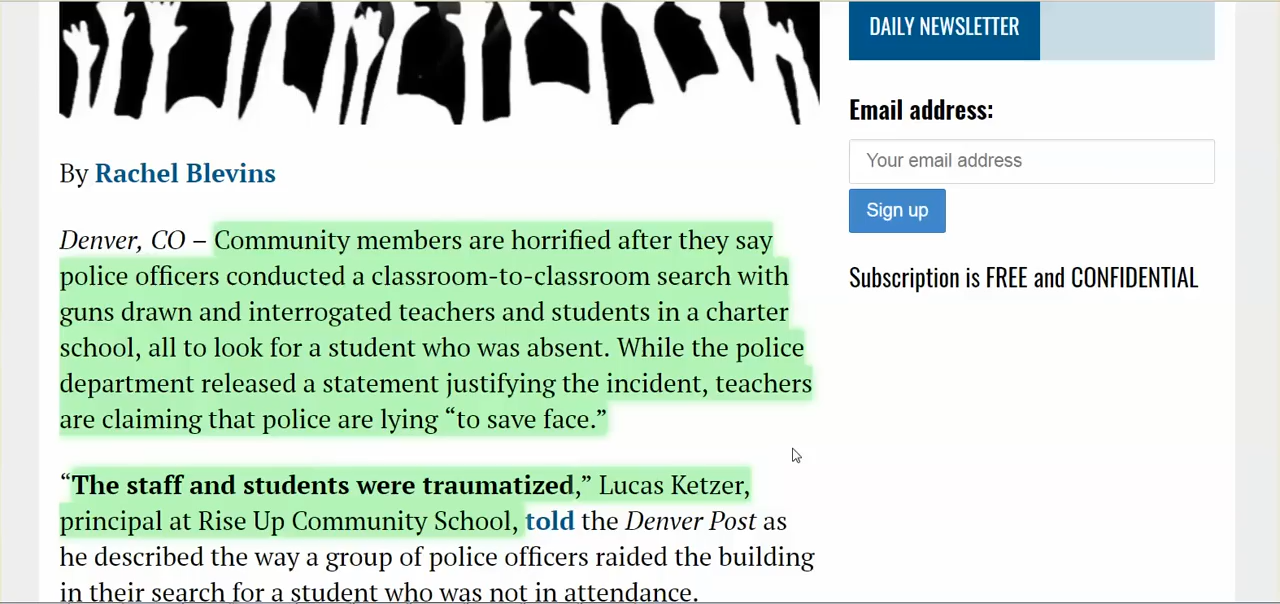 DAILY NEWSLETTER
Email address:
Your email address
Sign up
Subscription is FREE and CONFIDENTIAL
By Rachel Blevins
Denver, CO – Community members are horrified after they say
police officers conducted a classroom-to-classroom search with
guns drawn and interrogated teachers and students in a charter
school, all to look for a student who was absent. While the police
department released a statement justifying the incident, teachers
are claiming that police are lying “to save face.”
“The staff and students were traumatized,” Lucas Ketzer,
principal at Rise Up Community School, told the Denver Post as
he described the way a group of police officers raided the building
in their search for a student who was not in attendance.